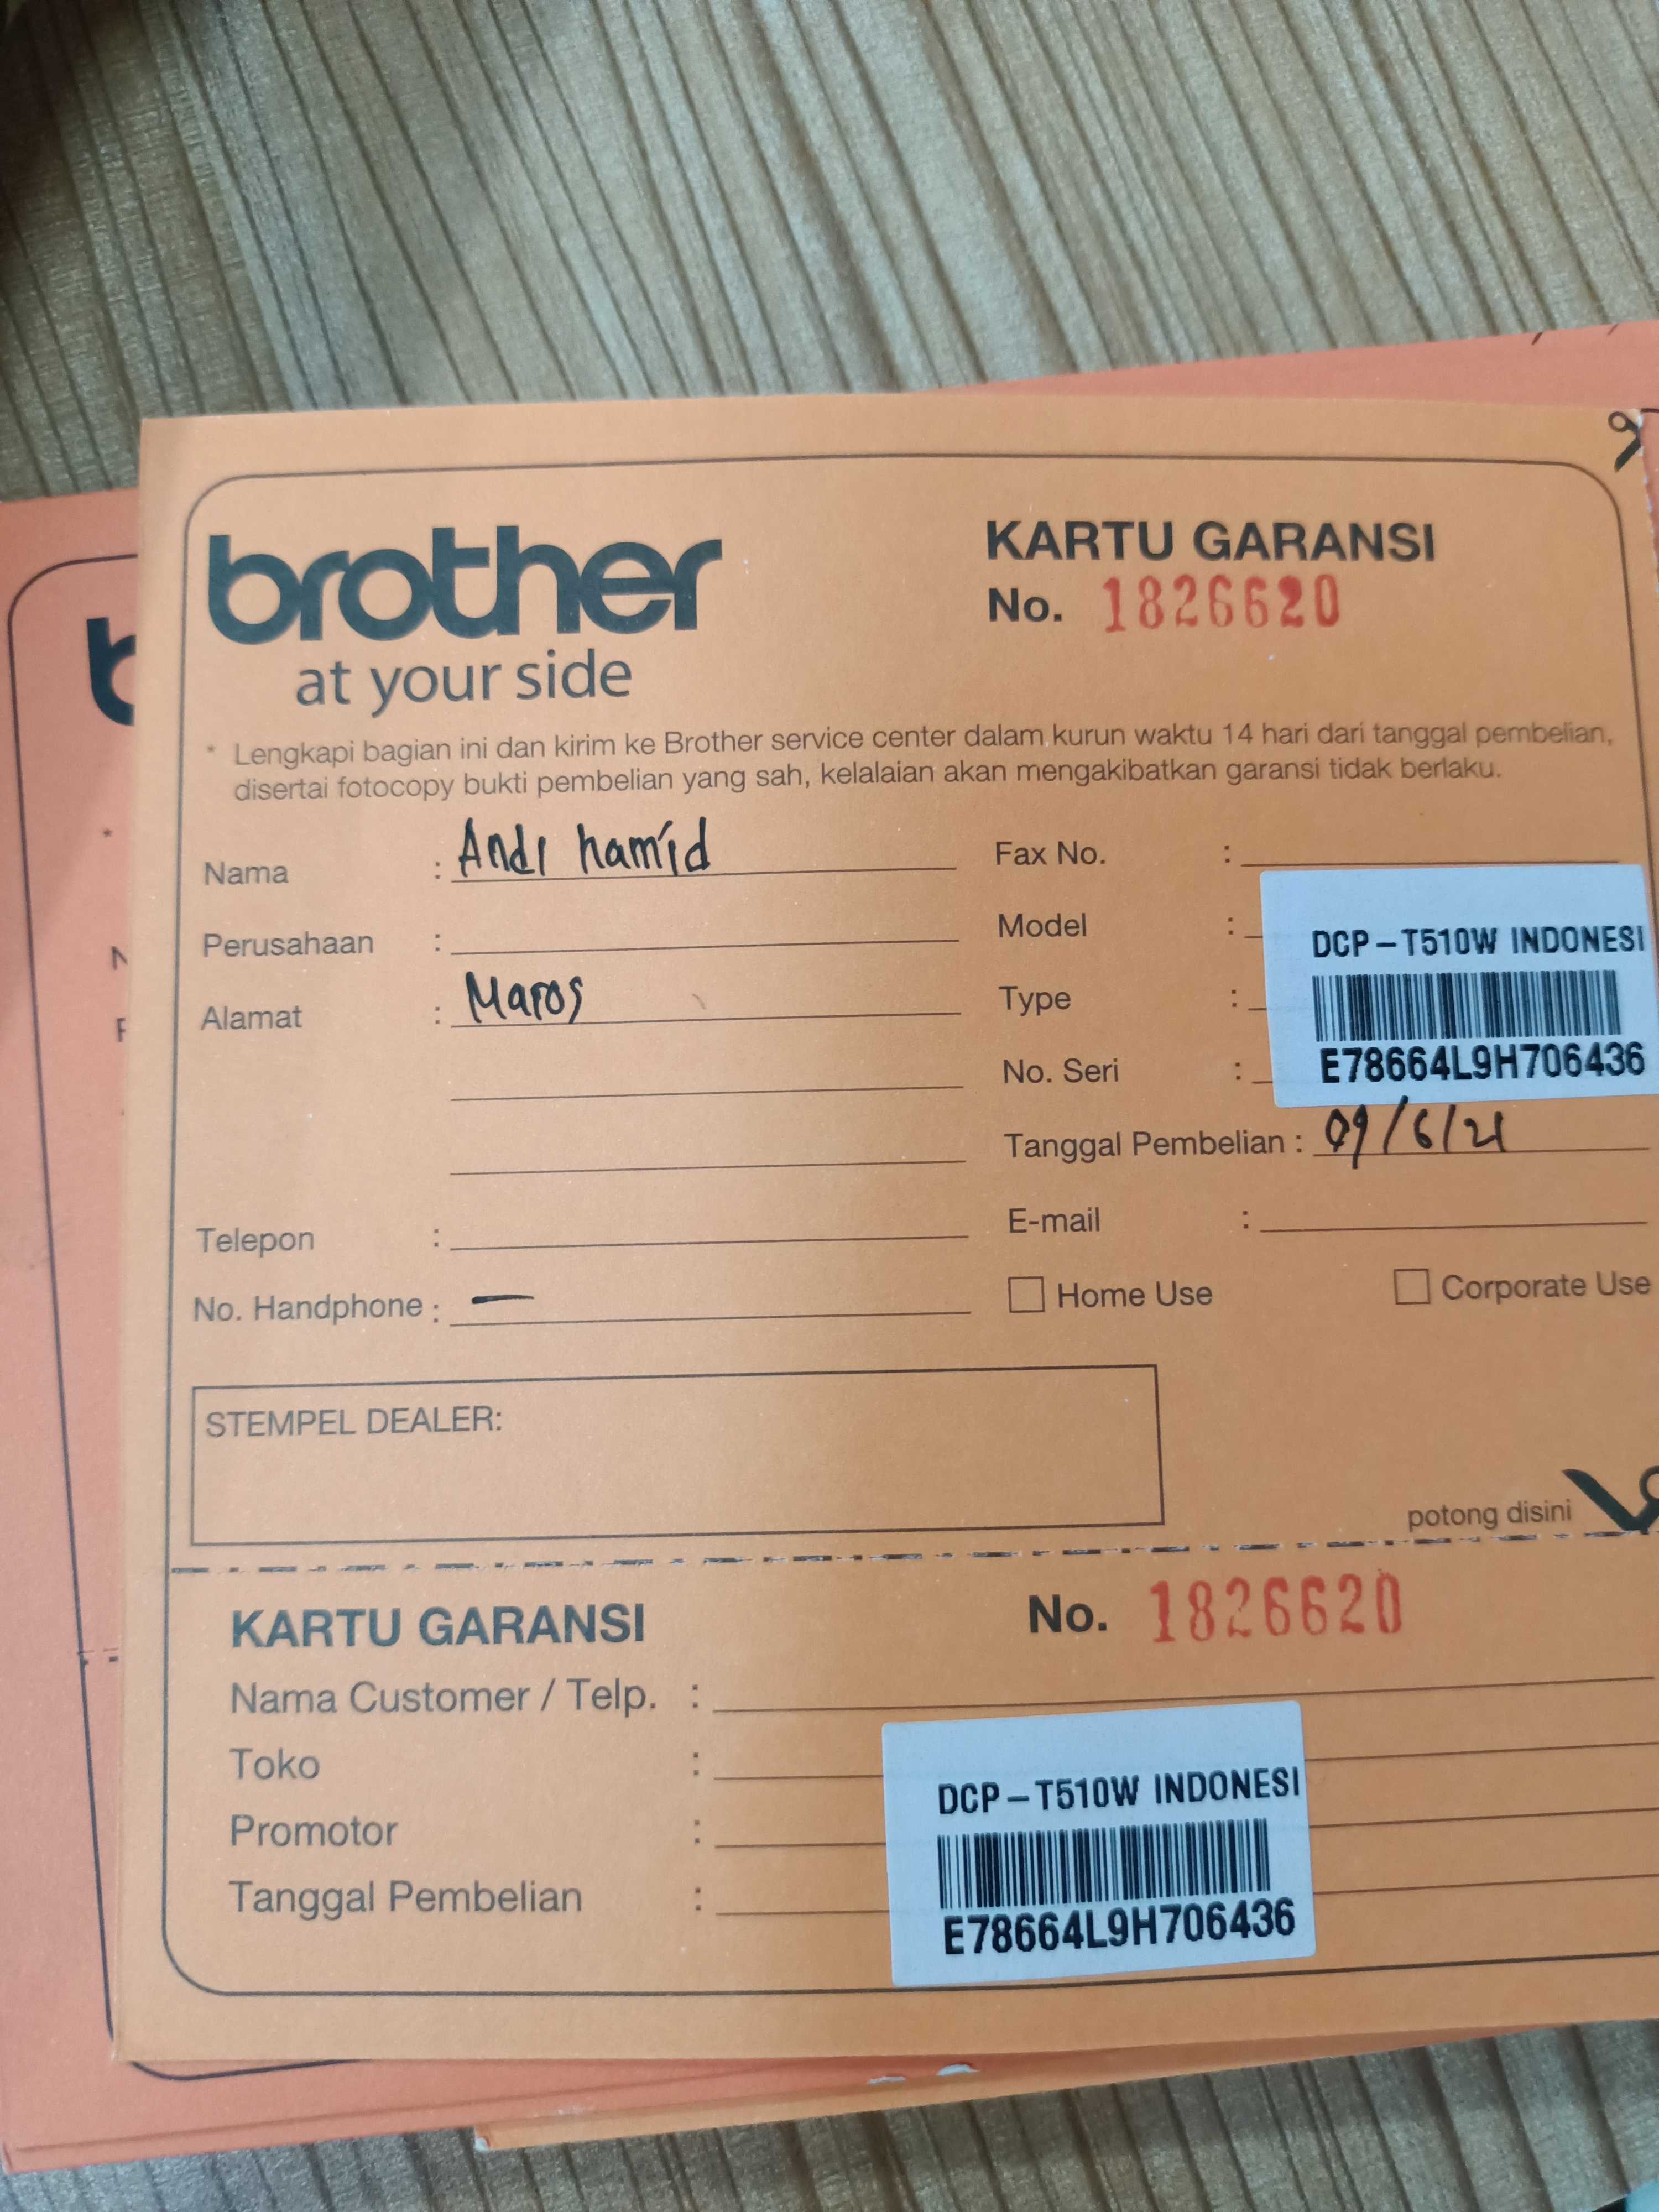 brother
at your side
KARTU GARANSI
No. 1826620
* Lengkapi bagian ini dan kirim ke Brother service center dalam kurun waktu 14 hari dari tanggal pembelian,
disertai fotocopy bukti pembelian yang sah, kelalaian akan mengakibatkan garansi tidak berlaku.
Nama : Andi hamid
Perusahaan :
Alamat : Maros
Telepon :
No. Handphone : —
Fax No. :
Model :
Type :
No. Seri :
DCP-T510W INDONESI
E78664L9H706436
Tanggal Pembelian : 09/6/21
E-mail :
Home Use
Corporate Use
STEMPEL DEALER:
potong disini
KARTU GARANSI
No. 1826620
Nama Customer / Telp. :
Toko :
Promotor :
Tanggal Pembelian :
DCP-T510W INDONESI
E78664L9H706436